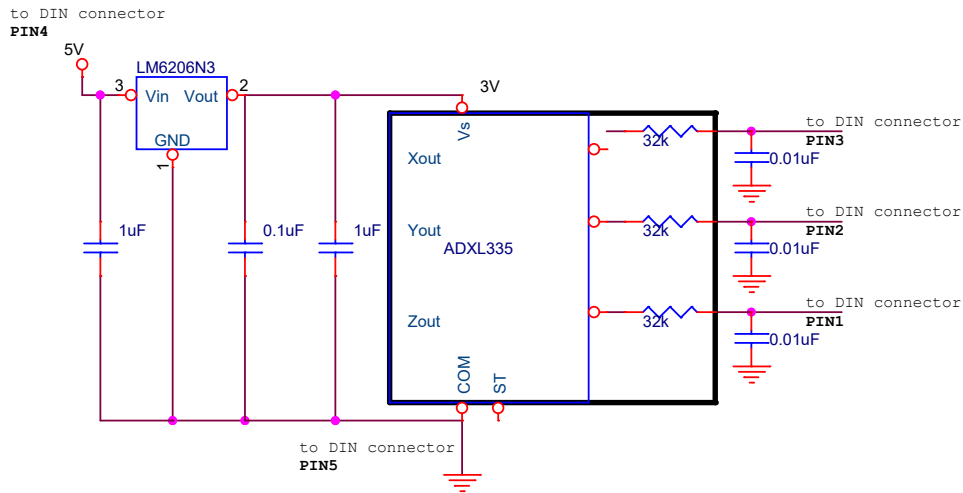 to DIN connector
PIN4
5V
LM6206N3
3
Vin
Vout
2
GND
1
3V
Vs
Xout
32k
to DIN connector
PIN3
0.01uF
1uF
0.1uF
1uF
Yout
ADXL335
32k
to DIN connector
PIN2
0.01uF
Zout
32k
to DIN connector
PIN1
0.01uF
COM
ST
to DIN connector
PIN5